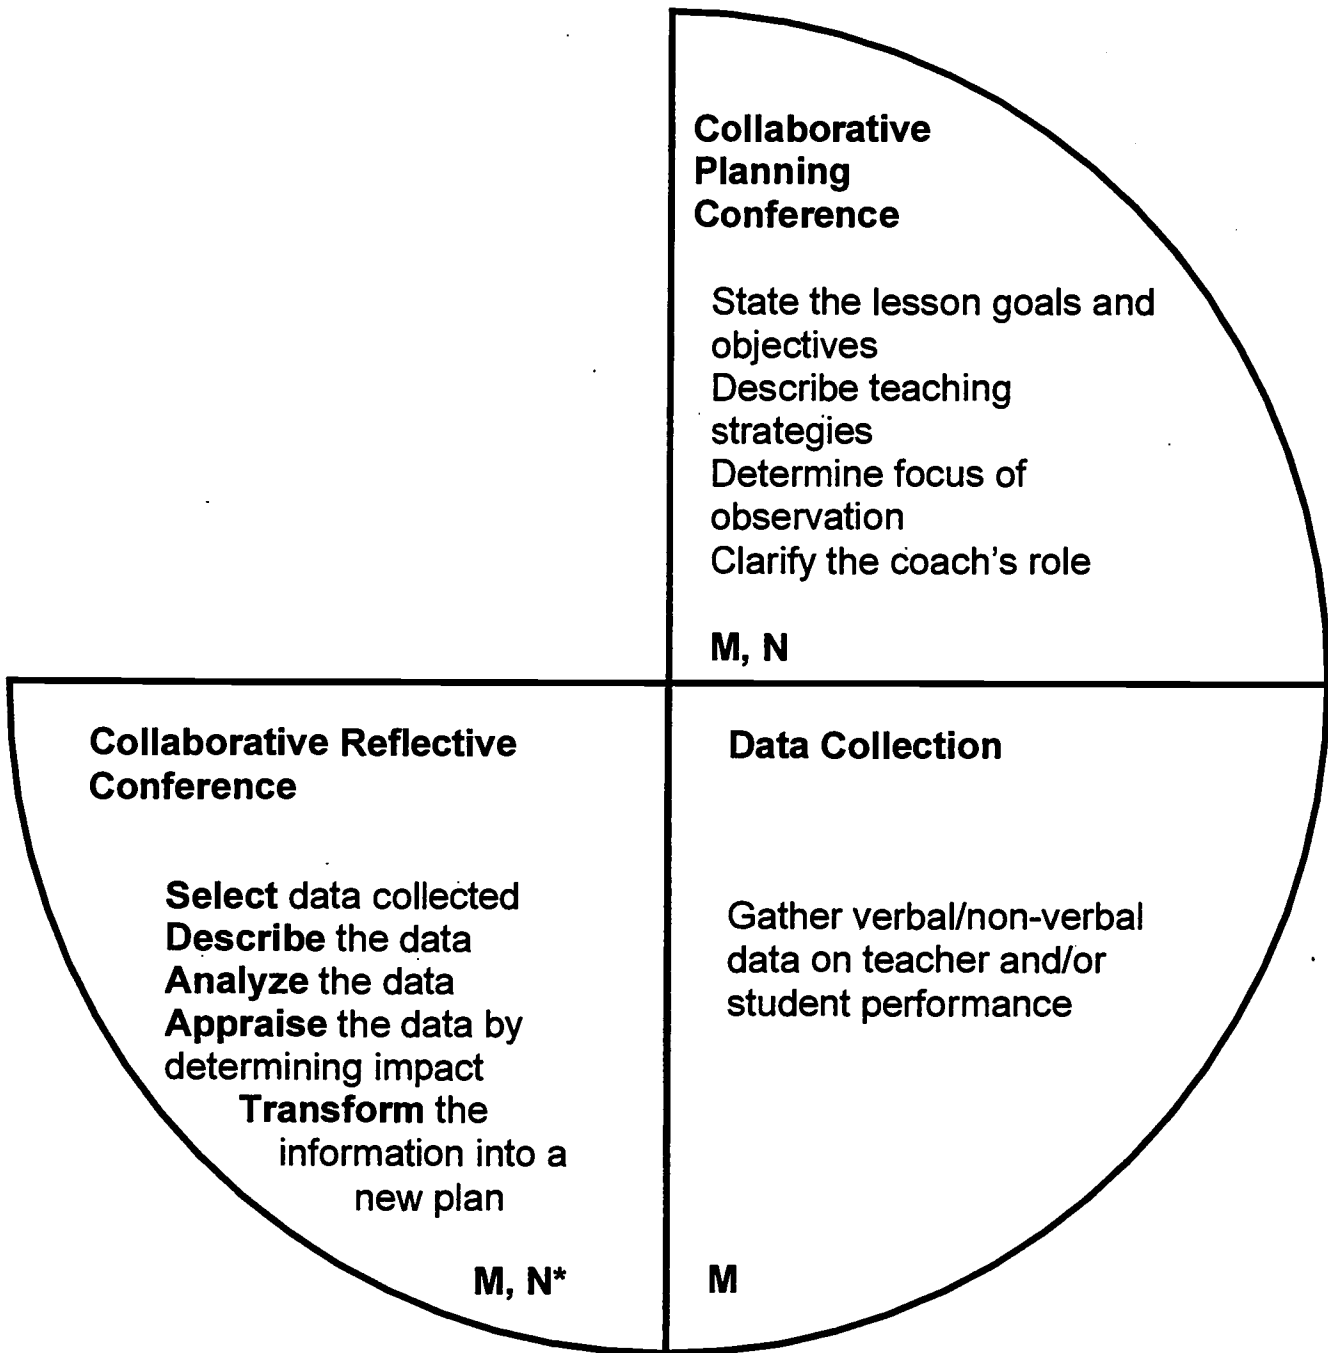 Collaborative
Planning
Conference
State the lesson goals and
objectives
Describe teaching
strategies
Determine focus of
observation
Clarify the coach's role
M, N
Collaborative Reflective
Conference
Select data collected
Describe the data
Analyze the data
Appraise the data by
determining impact
Transform the
information into a
new plan
M, N*
Data Collection
Gather verbal/non-verbal
data on teacher and/or
student performance
M